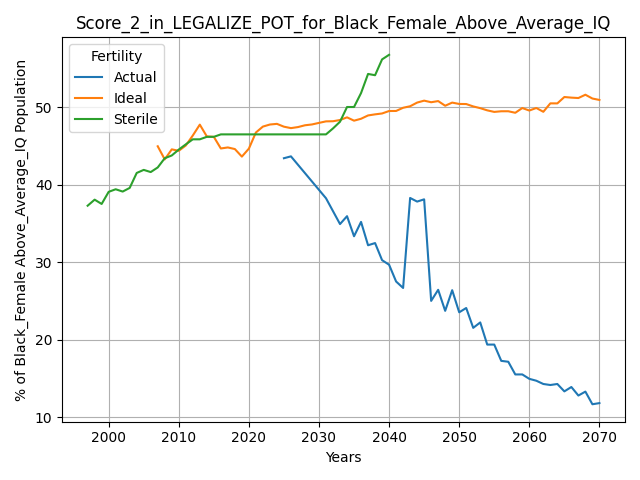 Score_2_in_LEGALIZE_POT_for_Black_Female_Above_Average_IQ
Fertility
Actual
Ideal
Sterile
% of Black_Female Above_Average_IQ Population
50
40
30
20
10
2000 2010 2020 2030 2040 2050 2060 2070
Years